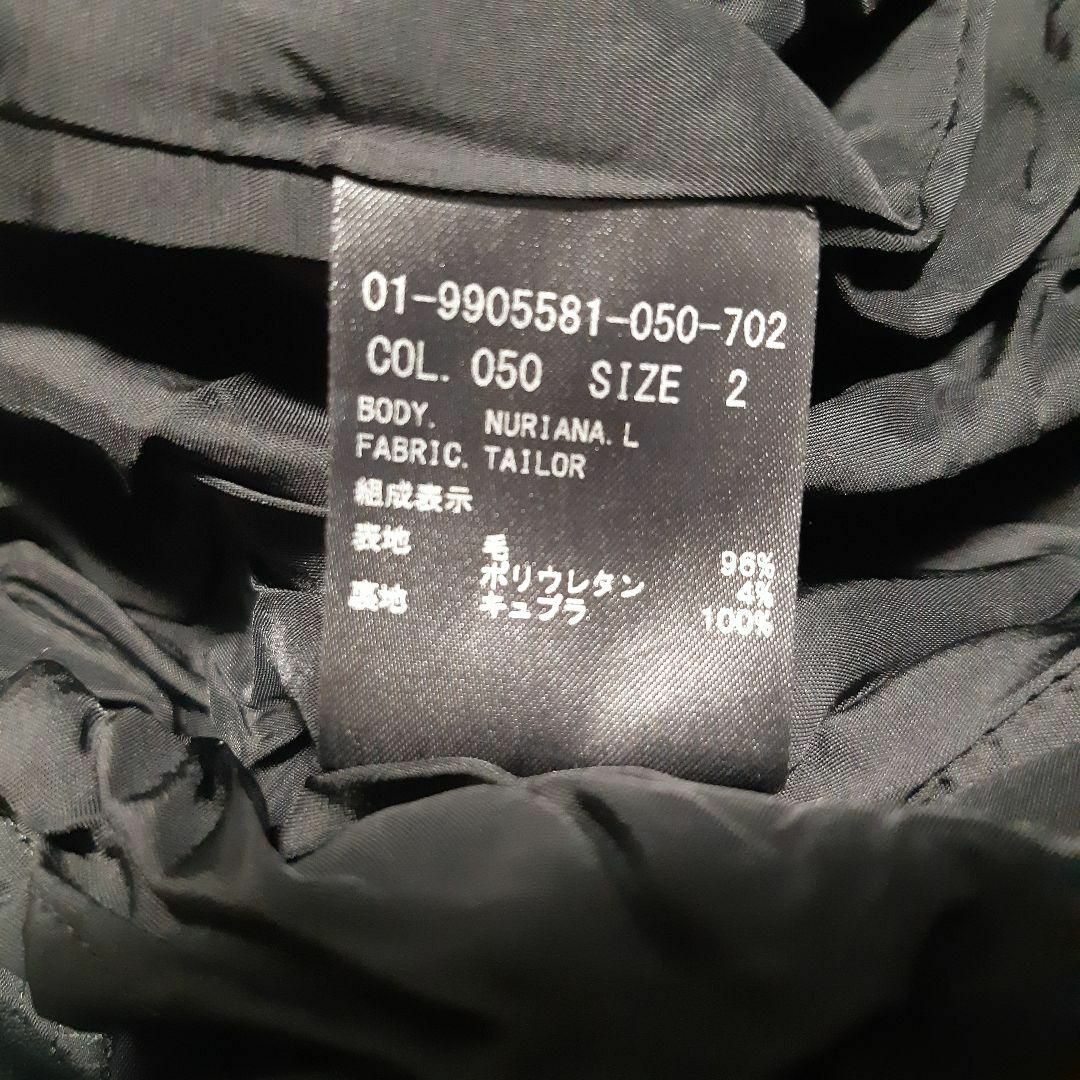 01-9905581-050-702
COL. 050 SIZE 2
BODY. NURIANA.L
FABRIC. TAILOR
組成表示
表地 毛 96%
ポリウレタン 4%
裏地 キュプラ 100%